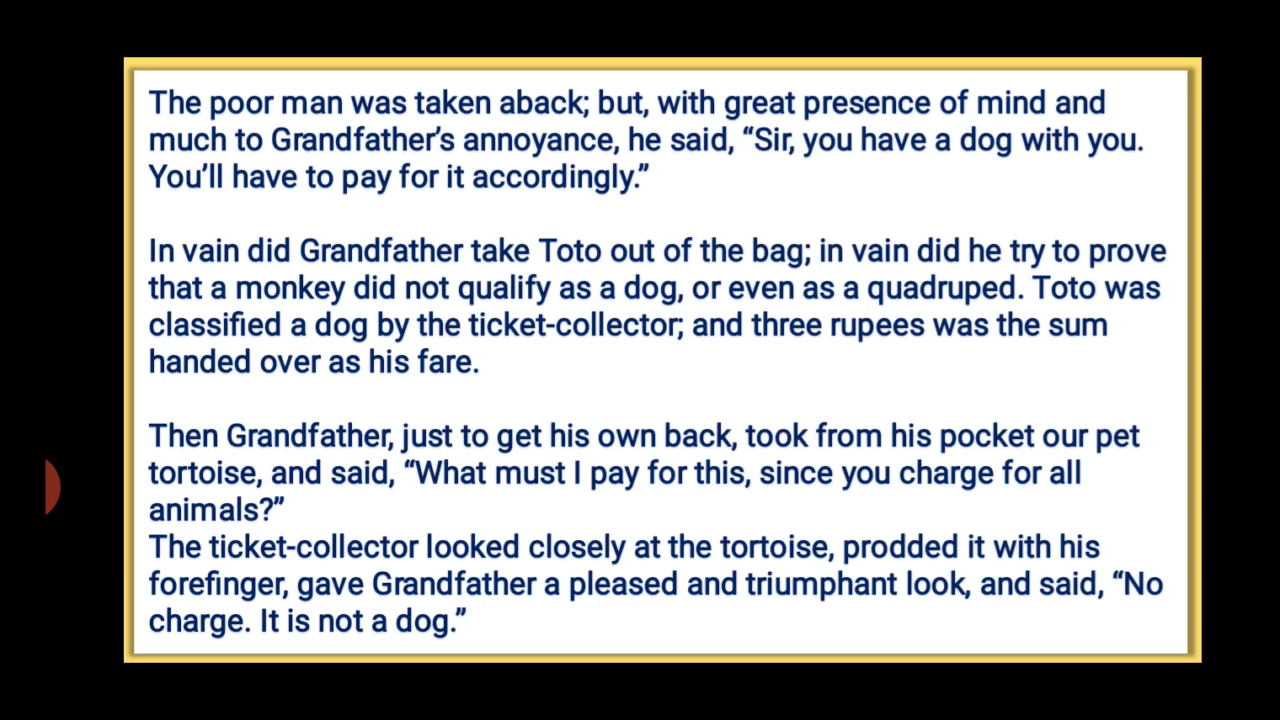 The poor man was taken aback; but, with great presence of mind and
much to Grandfather’s annoyance, he said, “Sir, you have a dog with you.
You’ll have to pay for it accordingly.”
In vain did Grandfather take Toto out of the bag; in vain did he try to prove
that a monkey did not qualify as a dog, or even as a quadruped. Toto was
classified a dog by the ticket-collector; and three rupees was the sum
handed over as his fare.
Then Grandfather, just to get his own back, took from his pocket our pet
tortoise, and said, “What must I pay for this, since you charge for all
animals?”
The ticket-collector looked closely at the tortoise, prodded it with his
forefinger, gave Grandfather a pleased and triumphant look, and said, “No
charge. It is not a dog.”